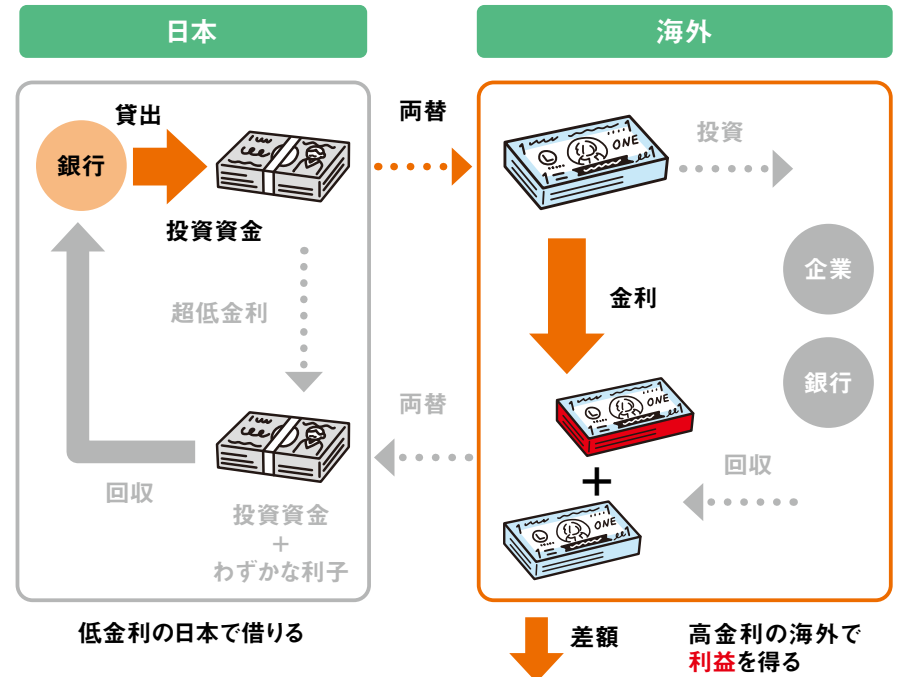 日本
海外
貸出
銀行
投資資金
両替
投資
ONE
企業
超低金利
金利
銀行
両替
ONE
回収
回収
投資資金
+
わずかな利子
+
ONE
低金利の日本で借りる
差額
高金利の海外で
利益を得る